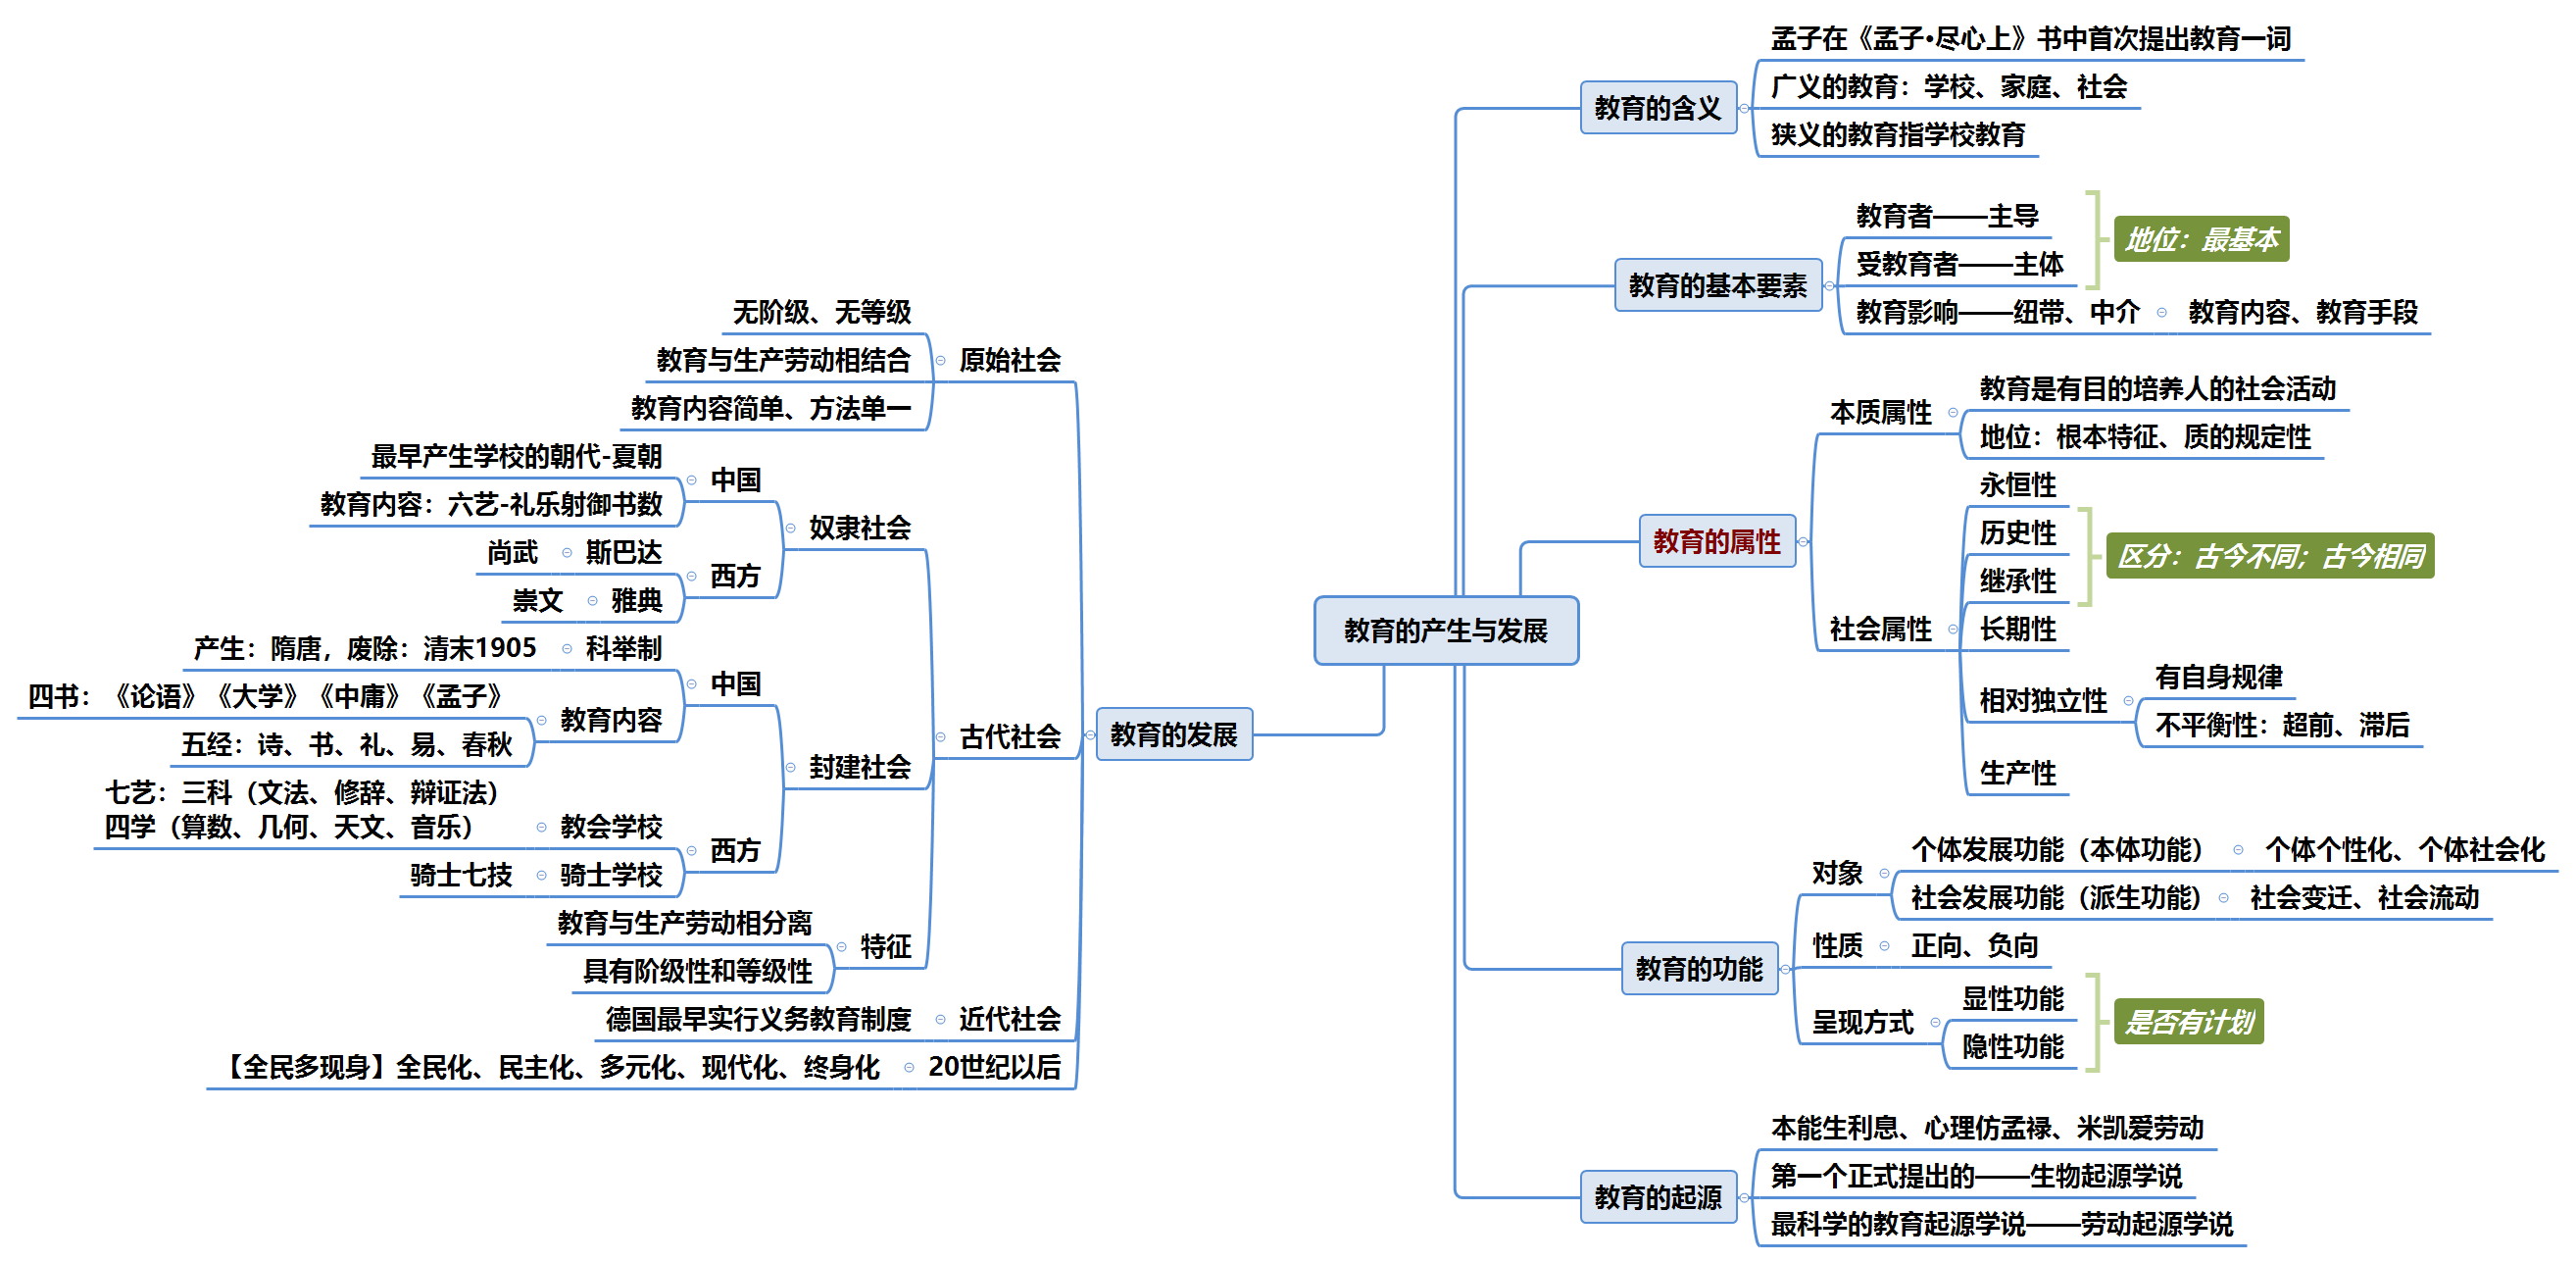 教育的产生与发展
教育的含义
孟子在《孟子·尽心上》书中首次提出教育一词
广义的教育：学校、家庭、社会
狭义的教育指学校教育
教育的基本要素
教育者——主导
受教育者——主体
地位：最基本
教育影响——纽带、中介
教育内容、教育手段
教育的属性
本质属性
教育是有目的培养人的社会活动
地位：根本特征、质的规定性
社会属性
永恒性
历史性
继承性
区分：古今不同；古今相同
长期性
相对独立性
有自身规律
不平衡性：超前、滞后
生产性
教育的功能
对象
个体发展功能（本体功能）
个体个性化、个体社会化
社会发展功能（派生功能）
社会变迁、社会流动
性质
正向、负向
呈现方式
显性功能
隐性功能
是否有计划
教育的起源
本能生利息、心理仿孟禄、米凯爱劳动
第一个正式提出的——生物起源学说
最科学的教育起源学说——劳动起源学说
教育的发展
原始社会
无阶级、无等级
教育与生产劳动相结合
教育内容简单、方法单一
古代社会
奴隶社会
中国
最早产生学校的朝代-夏朝
教育内容：六艺-礼乐射御书数
西方
斯巴达
尚武
雅典
崇文
封建社会
中国
科举制
产生：隋唐，废除：清末1905
教育内容
四书：《论语》《大学》《中庸》《孟子》
五经：诗、书、礼、易、春秋
西方
教会学校
七艺：三科（文法、修辞、辩证法）
四学（算数、几何、天文、音乐）
骑士学校
骑士七技
特征
教育与生产劳动相分离
具有阶级性和等级性
近代社会
德国最早实行义务教育制度
20世纪以后
【全民多现身】全民化、民主化、多元化、现代化、终身化